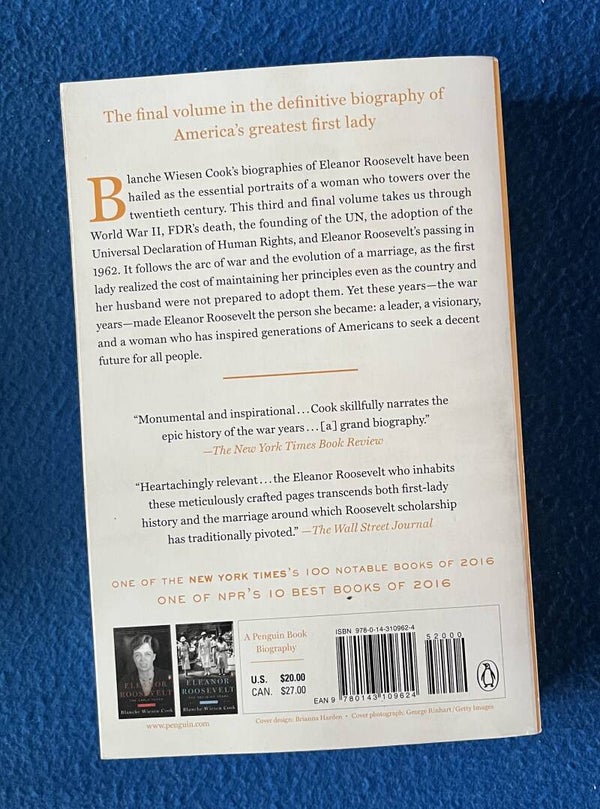 The final volume in the definitive biography of
America's greatest first lady
Blanche Wiesen Cook's biographies of Eleanor Roosevelt have been
hailed as the essential portraits of a woman who towers over the
twentieth century. This third and final volume takes us through
World War II, FDR's death, the founding of the UN, the adoption of the
Universal Declaration of Human Rights, and Eleanor Roosevelt's passing in
1962. It follows the arc of war and the evolution of a marriage, as the first
lady realized the cost of maintaining her principles even as the country and
her husband were not prepared to adopt them. Yet these years—the war
years—made Eleanor Roosevelt the person she became: a leader, a visionary,
and a woman who has inspired generations of Americans to seek a decent
future for all people.
"Monumental and inspirational...Cook skillfully narrates the
epic history of the war years...[a] grand biography."
—The New York Times Book Review
"Heartachingly relevant...the Eleanor Roosevelt who inhabits
these meticulously crafted pages transcends both first-lady
history and the marriage around which Roosevelt scholarship
has traditionally pivoted." —The Wall Street Journal
ONE OF THE NEW YORK TIMES'S 100 NOTABLE BOOKS OF 2016
ONE OF NPR'S 10 BEST BOOKS OF 2016
ELEANOR
ROOSEVELT
Blanche Wiesen Cook
ELEANOR
ROOSEVELT
Blanche Wiesen Cook
www.penguin.com
A Penguin Book
Biography
U.S. $20.00
CAN. $27.00
ISBN 978-0-14-310962-4
52000
EAN 9 780143 109624
Cover design: Brianna Harden • Cover photograph: George Rinhart/Getty Images